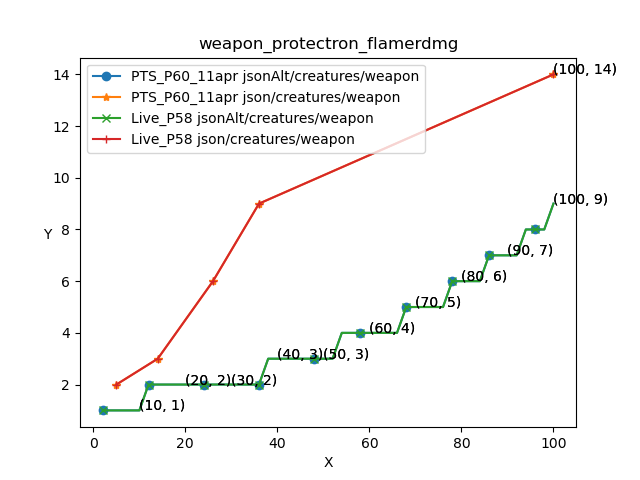 weapon_protectron_flamerdmg
PTS_P60_11apr jsonAlt/creatures/weapon
PTS_P60_11apr json/creatures/weapon
Live_P58 jsonAlt/creatures/weapon
Live_P58 json/creatures/weapon
(100, 14)
14
12
10
8
6
4
2
Y
(100, 9)
(90, 7)
(80, 6)
(70, 5)
(60, 4)
(40, 3)(50, 3)
(20, 2)(30, 2)
(10, 1)
0 20 40 60 80 100
X